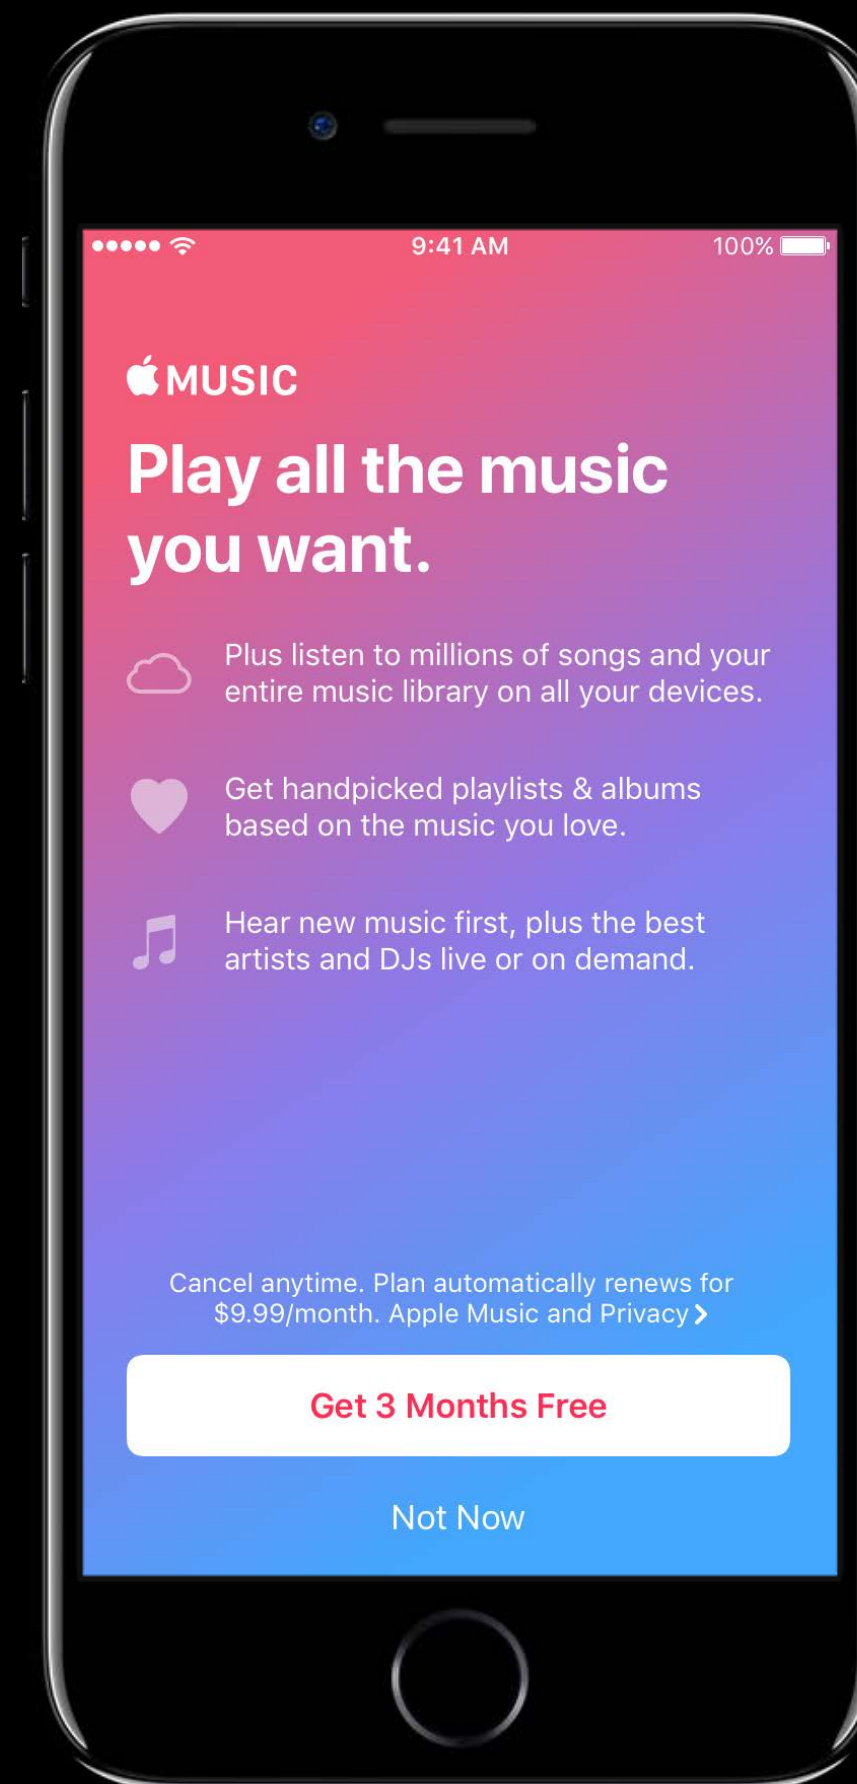 9:41 AM 100%
MUSIC
Play all the music
you want.
Plus listen to millions of songs and your
entire music library on all your devices.
Get handpicked playlists & albums
based on the music you love.
Hear new music first, plus the best
artists and DJs live or on demand.
Cancel anytime. Plan automatically renews for
$9.99/month. Apple Music and Privacy
Get 3 Months Free
Not Now